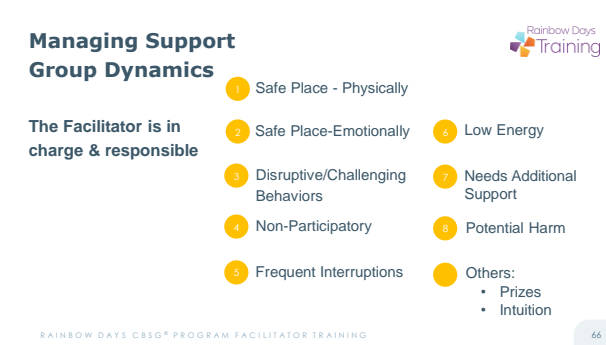 Managing Support
Group Dynamics
Rainbow Days
Training
The Facilitator is in
charge & responsible
1 Safe Place - Physically
2 Safe Place-Emotionally
3 Disruptive/Challenging
Behaviors
4 Non-Participatory
5 Frequent Interruptions
6 Low Energy
7 Needs Additional
Support
8 Potential Harm
Others:
• Prizes
• Intuition
RAINBOW DAYS CBSG® PROGRAM FACILITATOR TRAINING
66